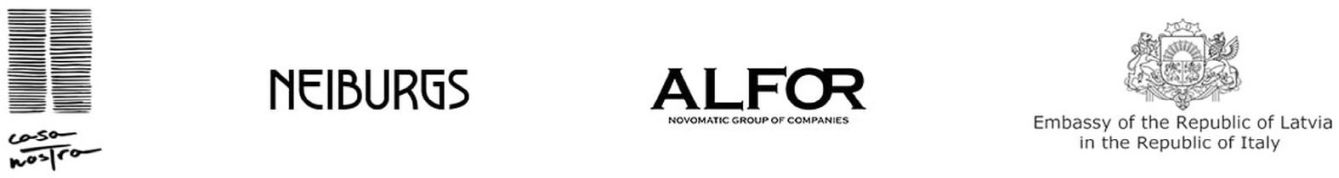 casa
nostra
NEIBURGS
ALFOR
NOVOMATIC GROUP OF COMPANIES
Embassy of the Republic of Latvia
in the Republic of Italy